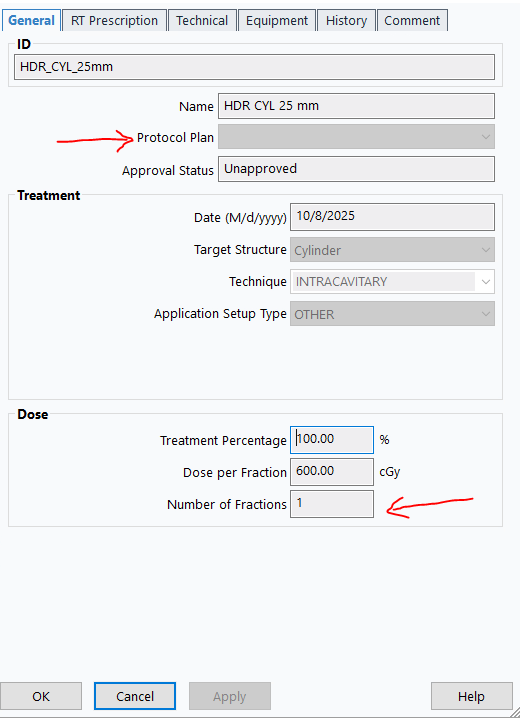 General RT Prescription Technical Equipment History Comment
ID
HDR_CYL_25mm
Name HDR CYL 25 mm
Protocol Plan
Approval Status Unapproved
Treatment
Date (M/d/yyyy) 10/8/2025
Target Structure Cylinder
Technique INTRACAVITARY
Application Setup Type OTHER
Dose
Treatment Percentage 100.00 %
Dose per Fraction 600.00 cGy
Number of Fractions 1
OK Cancel Apply Help